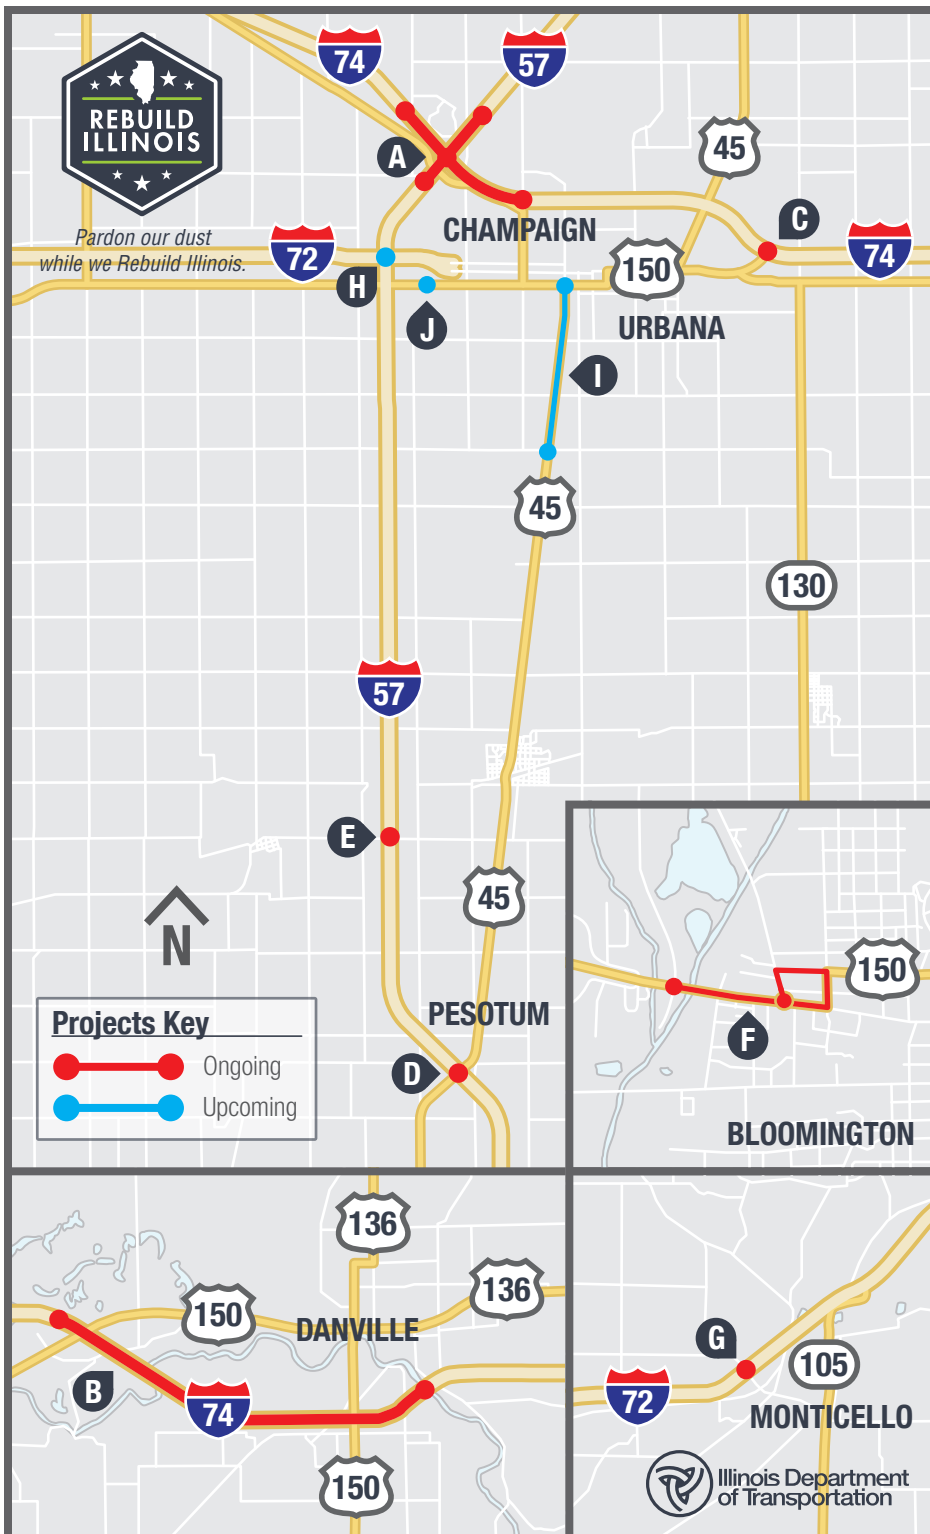 74
57
REBUILD
ILLINOIS
45
A
Pardon our dust
while we Rebuild Illinois.
CHAMPAIGN
C
72
H
150
74
J
URBANA
I
45
130
57
E
45
N
PESOTUM
150
F
D
BLOOMINGTON
Projects Key
Ongoing
Upcoming
136
136
150
DANVILLE
B
74
150
G
105
72
MONTICELLO
Illinois Department
of Transportation